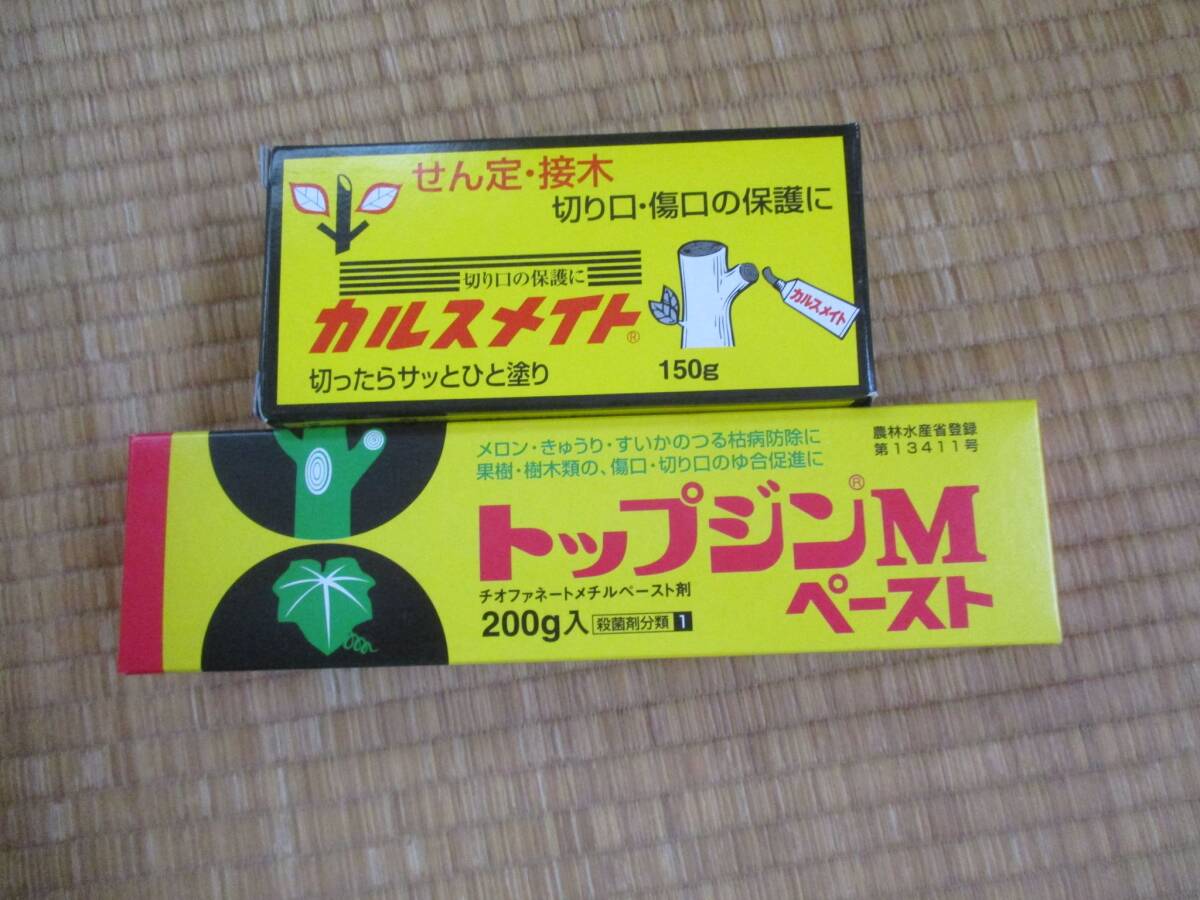 せん定・接木
切り口・傷口の保護に
切り口の保護に
カルスメイト®
カルスメイト
切ったらサッとひと塗り
150g
メロン・きゅうり・すいかのつる枯病防除に
果樹・樹木類の、傷口・切り口のゆ合促進に
農林水産省登録
第13411号
トップジン®M
ペースト
チオファネートメチルペースト剤
200g入 殺菌剤分類 1